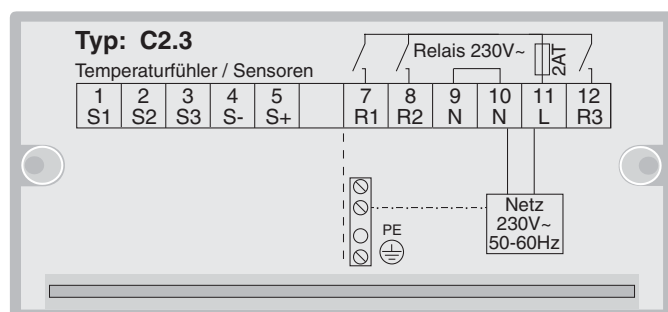 Typ: C2.3
Temperaturfühler / Sensoren
Relais 230V~
2AT
1 2 3 4 5 7 8 9 10 11 12
S1 S2 S3 S- S+ R1 R2 N N L R3
PE
Netz
230V~
50-60Hz